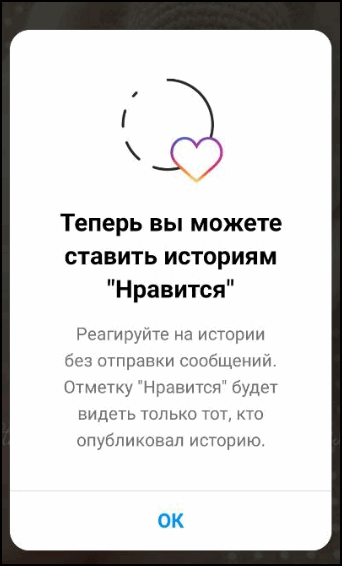 Теперь вы можете
ставить историям
"Нравится"
Реагируйте на истории
без отправки сообщений.
Отметку "Нравится" будет
видеть только тот, кто
опубликовал историю.
ОК